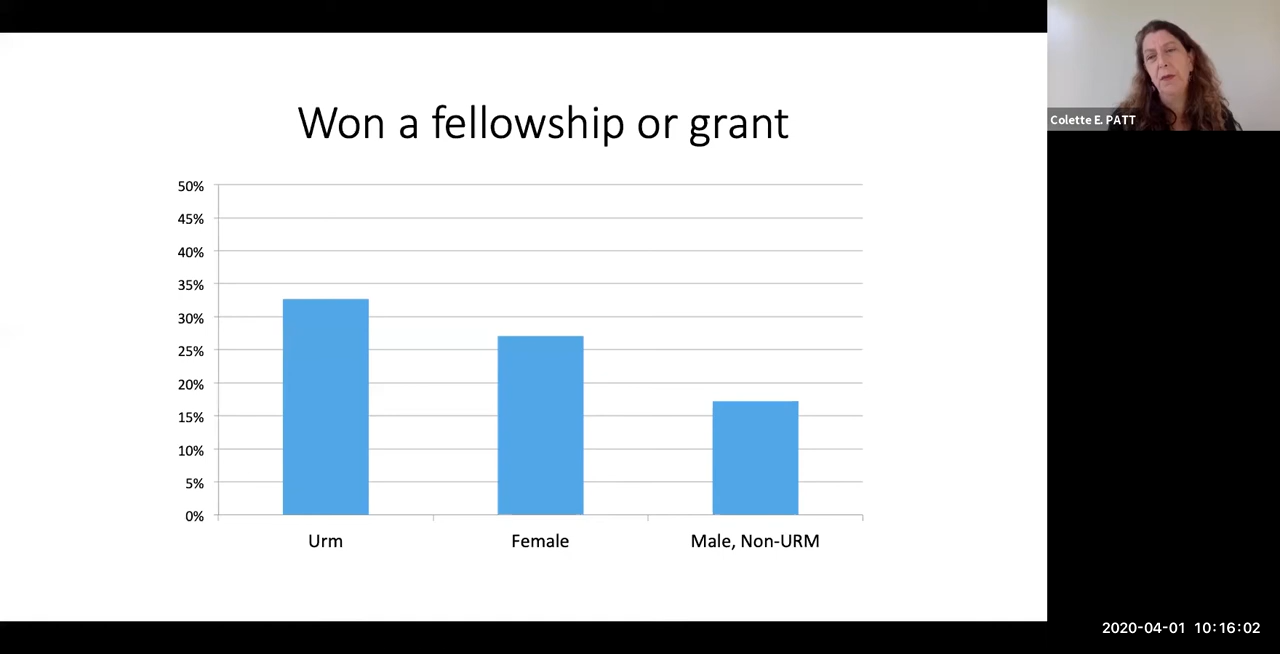 Won a fellowship or grant
50%
45%
40%
35%
30%
25%
20%
15%
10%
5%
0%
Urm
Female
Male, Non-URM
Colette E. PATT
2020-04-01 10:16:02